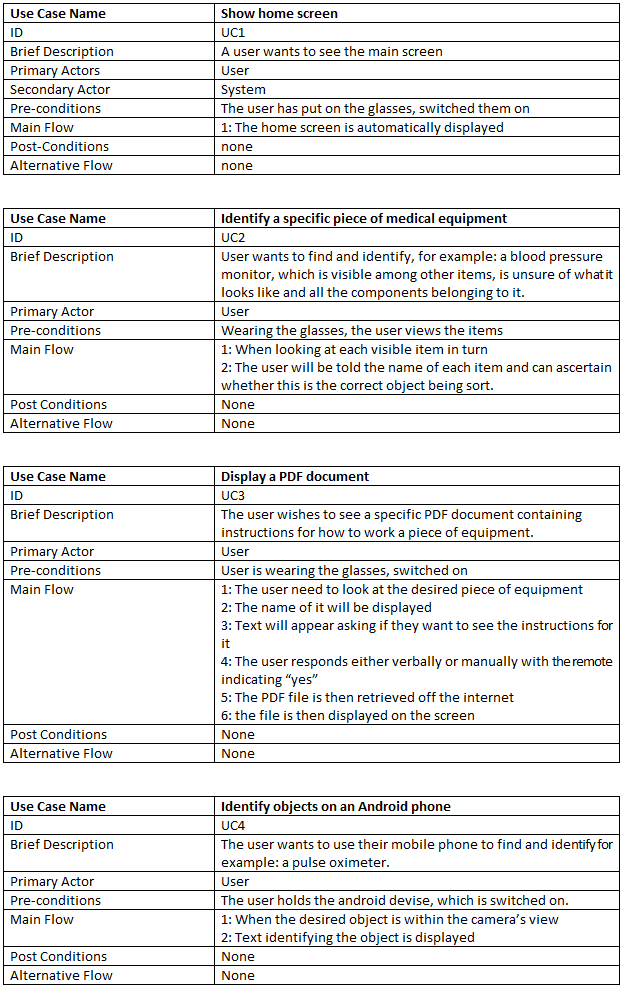 Use Case Name Show home screen
ID UC1
Brief Description A user wants to see the main screen
Primary Actors User
Secondary Actor System
Pre-conditions The user has put on the glasses, switched them on
Main Flow 1: The home screen is automatically displayed
Post-Conditions none
Alternative Flow none
Use Case Name Identify a specific piece of medical equipment
ID UC2
Brief Description User wants to find and identify, for example: a blood pressure
monitor, which is visible among other items, is unsure of what it
looks like and all the components belonging to it.
Primary Actor User
Pre-conditions Wearing the glasses, the user views the items
Main Flow 1: When looking at each visible item in turn
2: The user will be told the name of each item and can ascertain
whether this is the correct object being sort.
Post Conditions None
Alternative Flow None
Use Case Name Display a PDF document
ID UC3
Brief Description The user wishes to see a specific PDF document containing
instructions for how to work a piece of equipment.
Primary Actor User
Pre-conditions User is wearing the glasses, switched on
Main Flow 1: The user need to look at the desired piece of equipment
2: The name of it will be displayed
3: Text will appear asking if they want to see the instructions for
it
4: The user responds either verbally or manually with the remote
indicating “yes”
5: The PDF file is then retrieved off the internet
6: the file is then displayed on the screen
Post Conditions None
Alternative Flow None
Use Case Name Identify objects on an Android phone
ID UC4
Brief Description The user wants to use their mobile phone to find and identify for
example: a pulse oximeter.
Primary Actor User
Pre-conditions The user holds the android devise, which is switched on.
Main Flow 1: When the desired object is within the camera’s view
2: Text identifying the object is displayed
Post Conditions None
Alternative Flow None